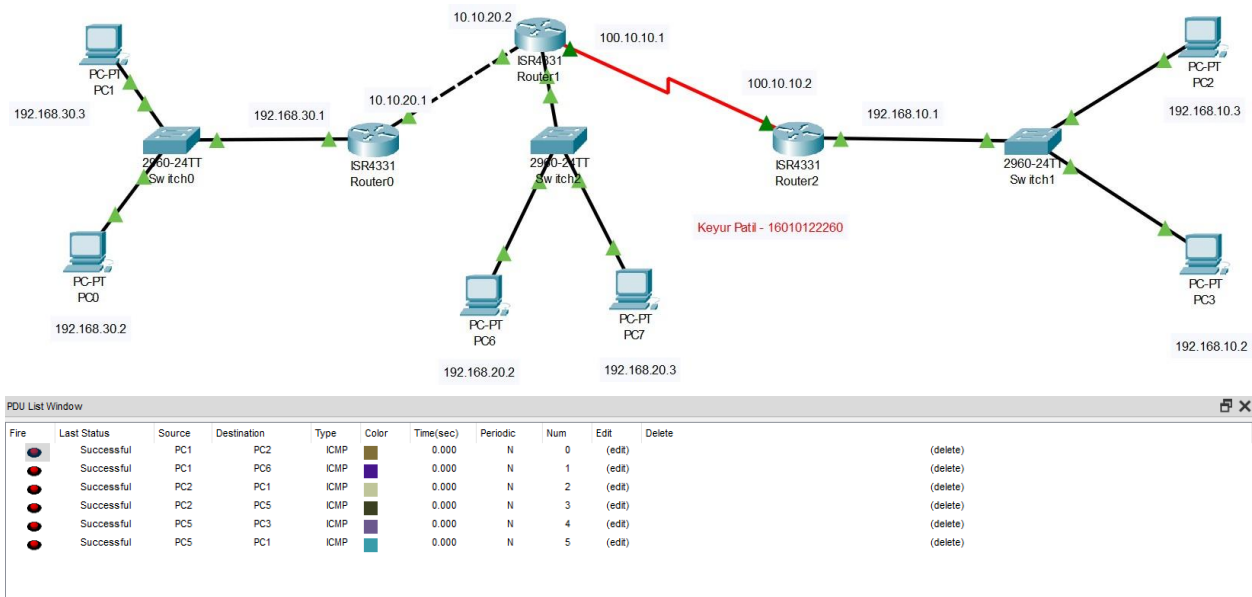 10.10.20.2
100.10.10.1
ISR4331
Router1
PC-PT
PC1
PC-PT
PC2
100.10.10.2
10.10.20.1
192.168.30.3
192.168.30.1
192.168.10.1
192.168.10.3
2960-24TT
Switch0
ISR4331
Router0
2960-24TT
Switch2
ISR4331
Router2
2960-24TT
Switch1
Keyur Patil - 16010122260
PC-PT
PC0
PC-PT
PC3
192.168.30.2
PC-PT
PC6
PC-PT
PC7
192.168.10.2
192.168.20.2
192.168.20.3
PDU List Window
Fire Last Status Source Destination Type Color Time(sec) Periodic Num Edit Delete
Successful PC1 PC2 ICMP 0.000 N 0 (edit) (delete)
Successful PC1 PC6 ICMP 0.000 N 1 (edit) (delete)
Successful PC2 PC1 ICMP 0.000 N 2 (edit) (delete)
Successful PC2 PC5 ICMP 0.000 N 3 (edit) (delete)
Successful PC5 PC3 ICMP 0.000 N 4 (edit) (delete)
Successful PC5 PC1 ICMP 0.000 N 5 (edit) (delete)